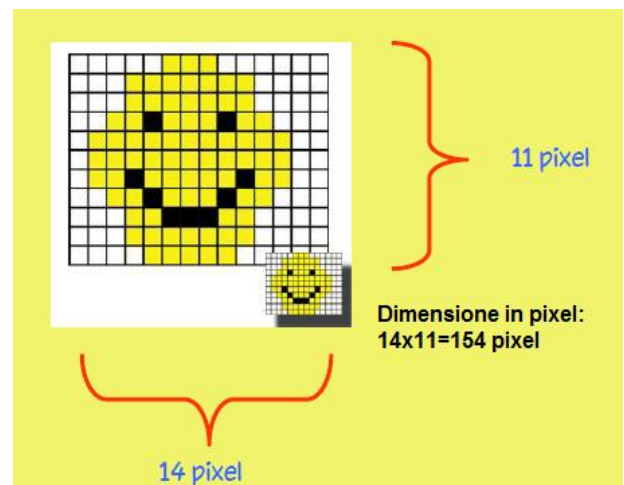 11 pixel
Dimensione in pixel:
14x11=154 pixel
14 pixel